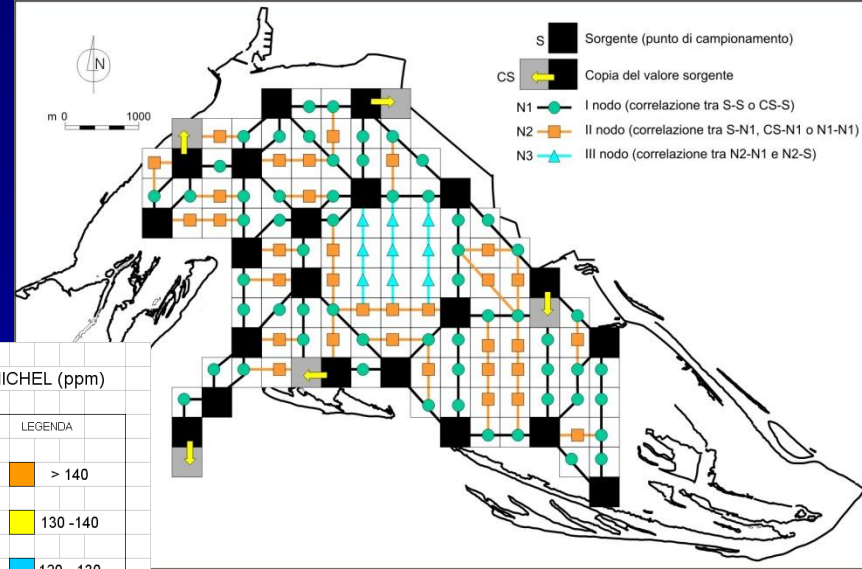 N
m 0 1000
S Sorgente (punto di campionamento)
CS Copia del valore sorgente
N1 I nodo (correlazione tra S-S o CS-S)
N2 II nodo (correlazione tra S-N1, CS-N1 o N1-N1)
N3 III nodo (correlazione tra N2-N1 e N2-S)
(ppm)
LEGENDA
> 140
130 -140
120 - 130